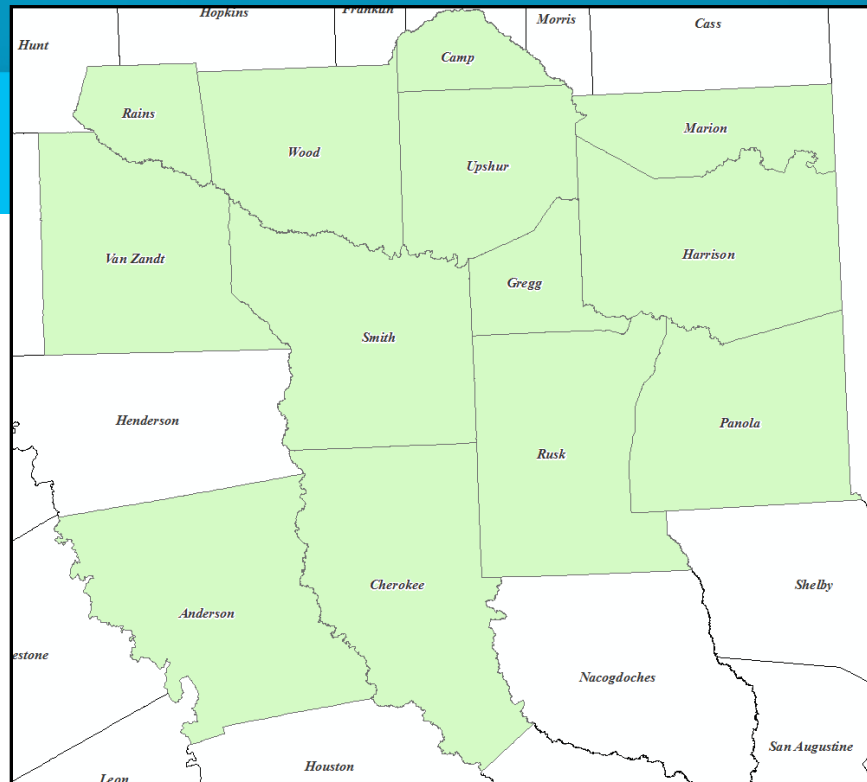 Hopkins
Franklin
Morris
Cass
Hunt
Camp
Rains
Marion
Wood
Upshur
Van Zandt
Harrison
Gregg
Smith
Henderson
Panola
Rusk
Cherokee
Shelby
Anderson
estone
Nacogdoches
San Augustine
Houston
Leon